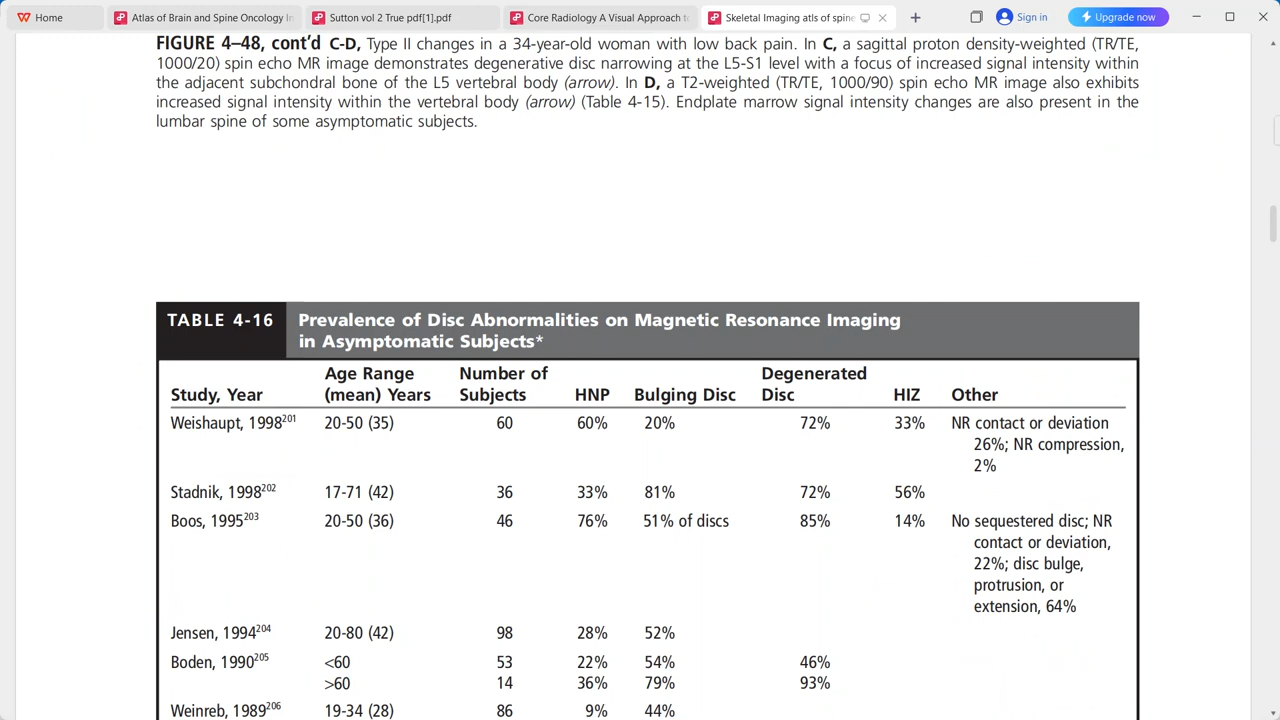 Home
Atlas of Brain and Spine Oncology I
Sutton vol 2 True pdf[1].pdf
Core Radiology A Visual Approach to
Skeletal Imaging atls of spine
Sign in
Upgrade now
FIGURE 4–48, cont’d C-D, Type II changes in a 34-year-old woman with low back pain. In C, a sagittal proton density-weighted (TR/TE,
1000/20) spin echo MR image demonstrates degenerative disc narrowing at the L5-S1 level with a focus of increased signal intensity within
the adjacent subchondral bone of the L5 vertebral body (arrow). In D, a T2-weighted (TR/TE, 1000/90) spin echo MR image also exhibits
increased signal intensity within the vertebral body (arrow) (Table 4-15). Endplate marrow signal intensity changes are also present in the
lumbar spine of some asymptomatic subjects.
TABLE 4-16 Prevalence of Disc Abnormalities on Magnetic Resonance Imaging
in Asymptomatic Subjects*
Age Range Number of Degenerated
Study, Year (mean) Years Subjects HNP Bulging Disc Disc HIZ Other
Weishaupt, 1998201 20-50 (35) 60 60% 20% 72% 33% NR contact or deviation
26%; NR compression,
2%
Stadnik, 1998202 17-71 (42) 36 33% 81% 72% 56%
Boos, 1995203 20-50 (36) 46 76% 51% of discs 85% 14% No sequestered disc; NR
contact or deviation,
22%; disc bulge,
protrusion, or
extension, 64%
Jensen, 1994204 20-80 (42) 98 28% 52%
Boden, 1990205 <60 53 22% 54% 46%
>60 14 36% 79% 93%
Weinreb, 1989206 19-34 (28) 86 9% 44%